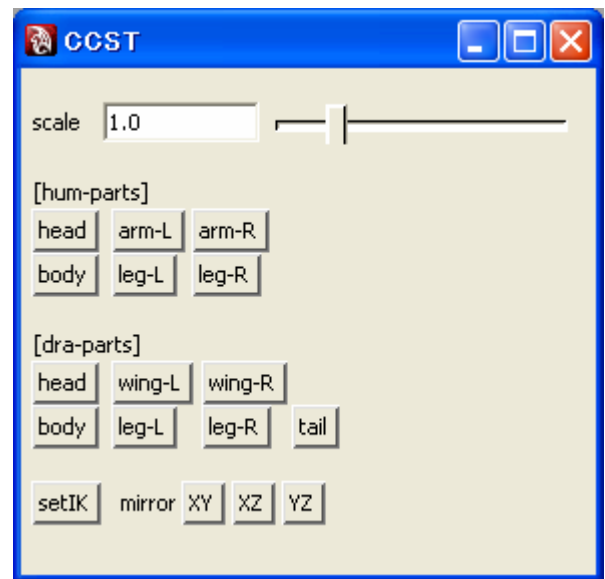 CCST
scale 1.0
[hum-parts]
head arm-L arm-R
body leg-L leg-R
[dra-parts]
head wing-L wing-R
body leg-L leg-R tail
setIK mirror XY XZ YZ